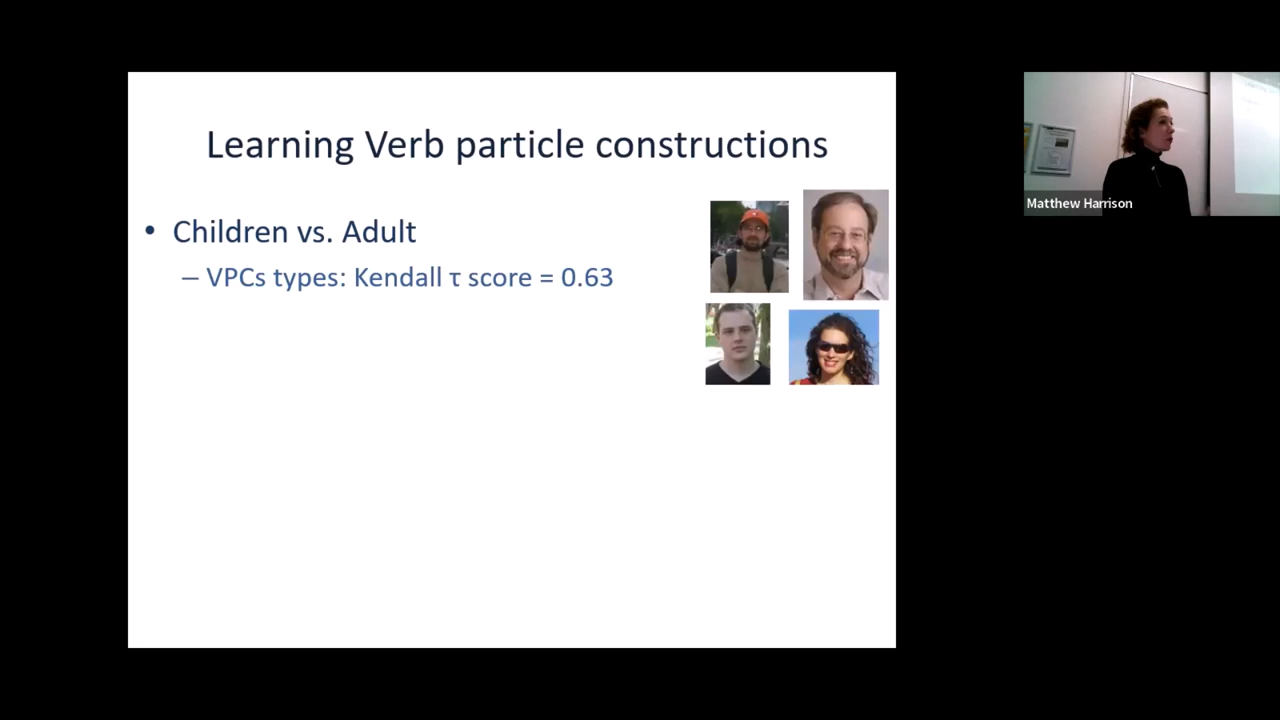 Learning Verb particle constructions
• Children vs. Adult
– VPCs types: Kendall τ score = 0.63
Matthew Harrison